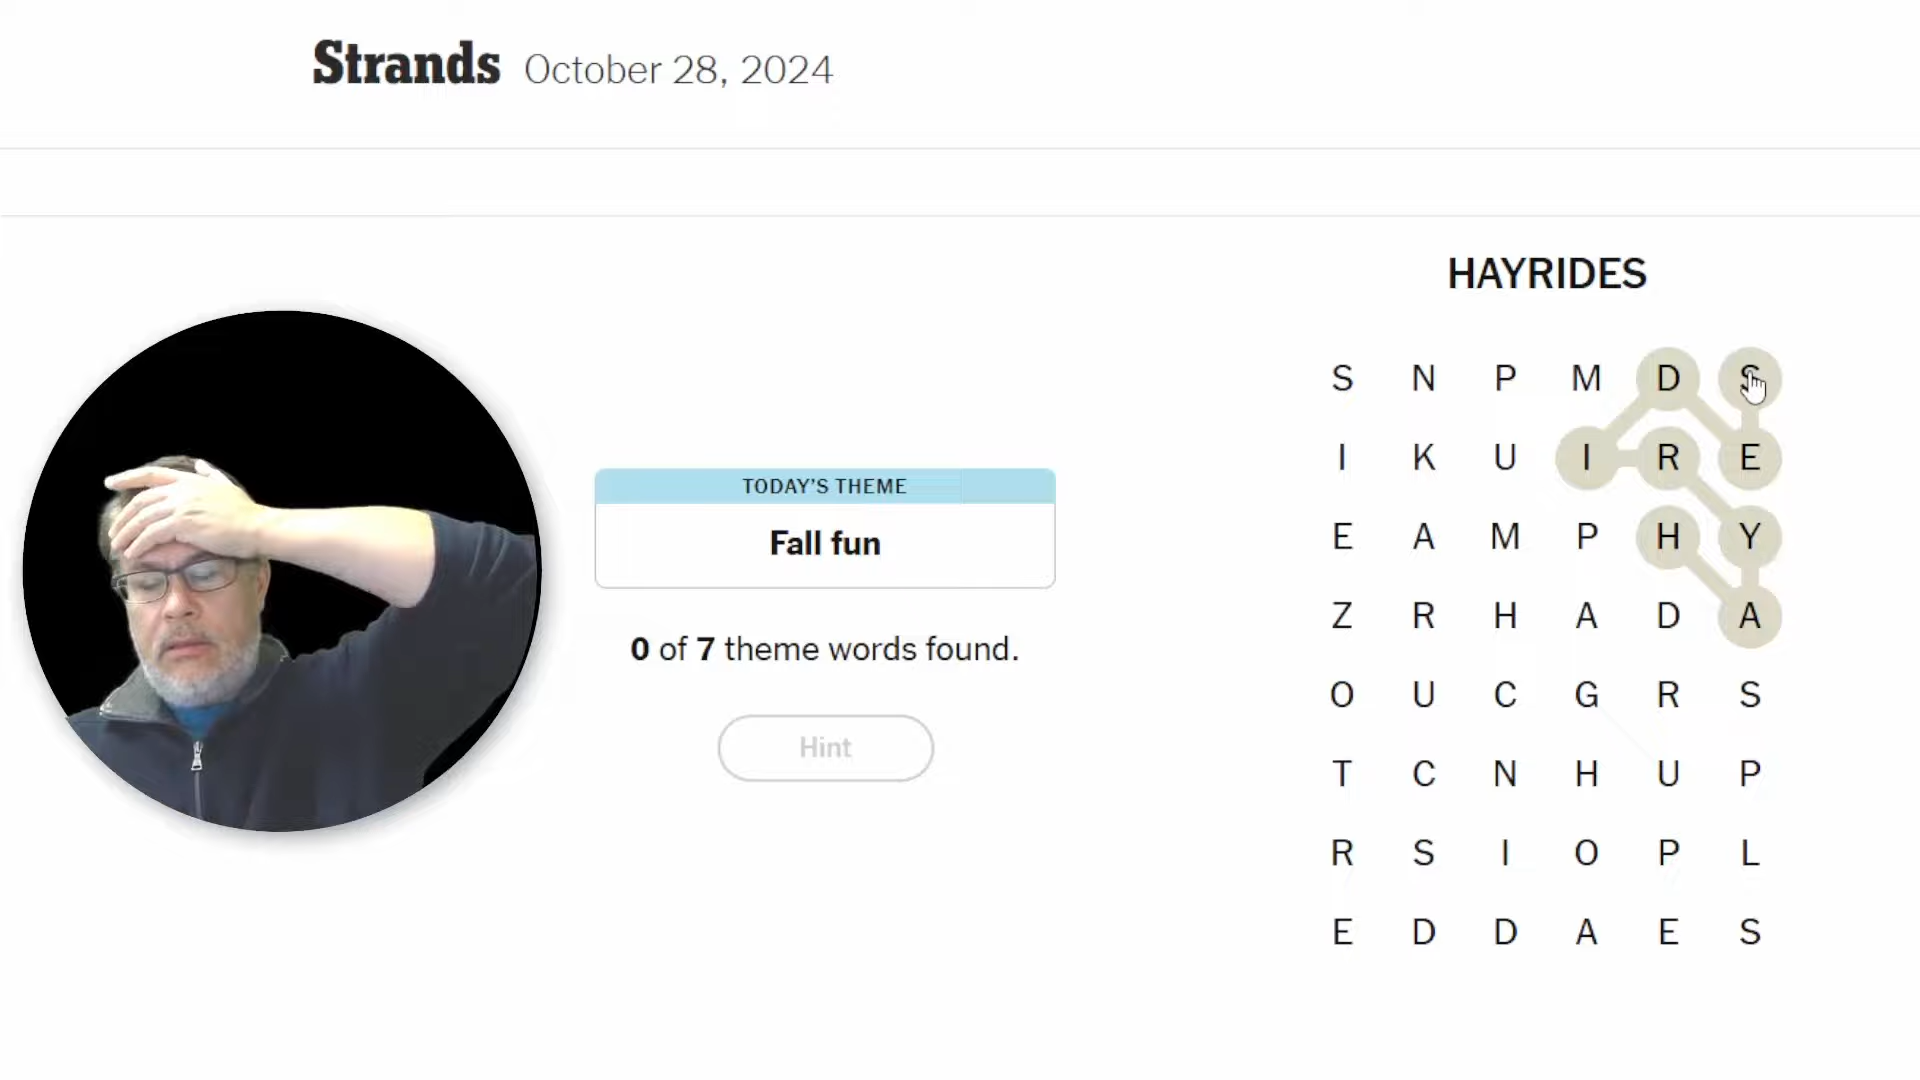 Strands October 28, 2024
HAYRIDES
TODAY'S THEME
Fall fun
0 of 7 theme words found.
Hint
S N P M D S
I K U I R E
E A M P H Y
Z R H A D A
O U C G R S
T C N H U P
R S I O P L
E D D A E S